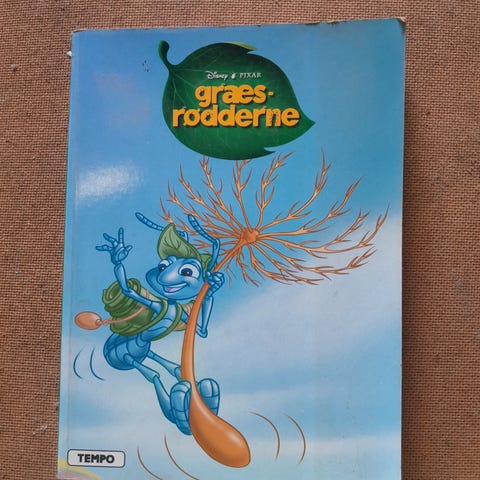 Disney PIXAR
græs-
rødderne
TEMPO